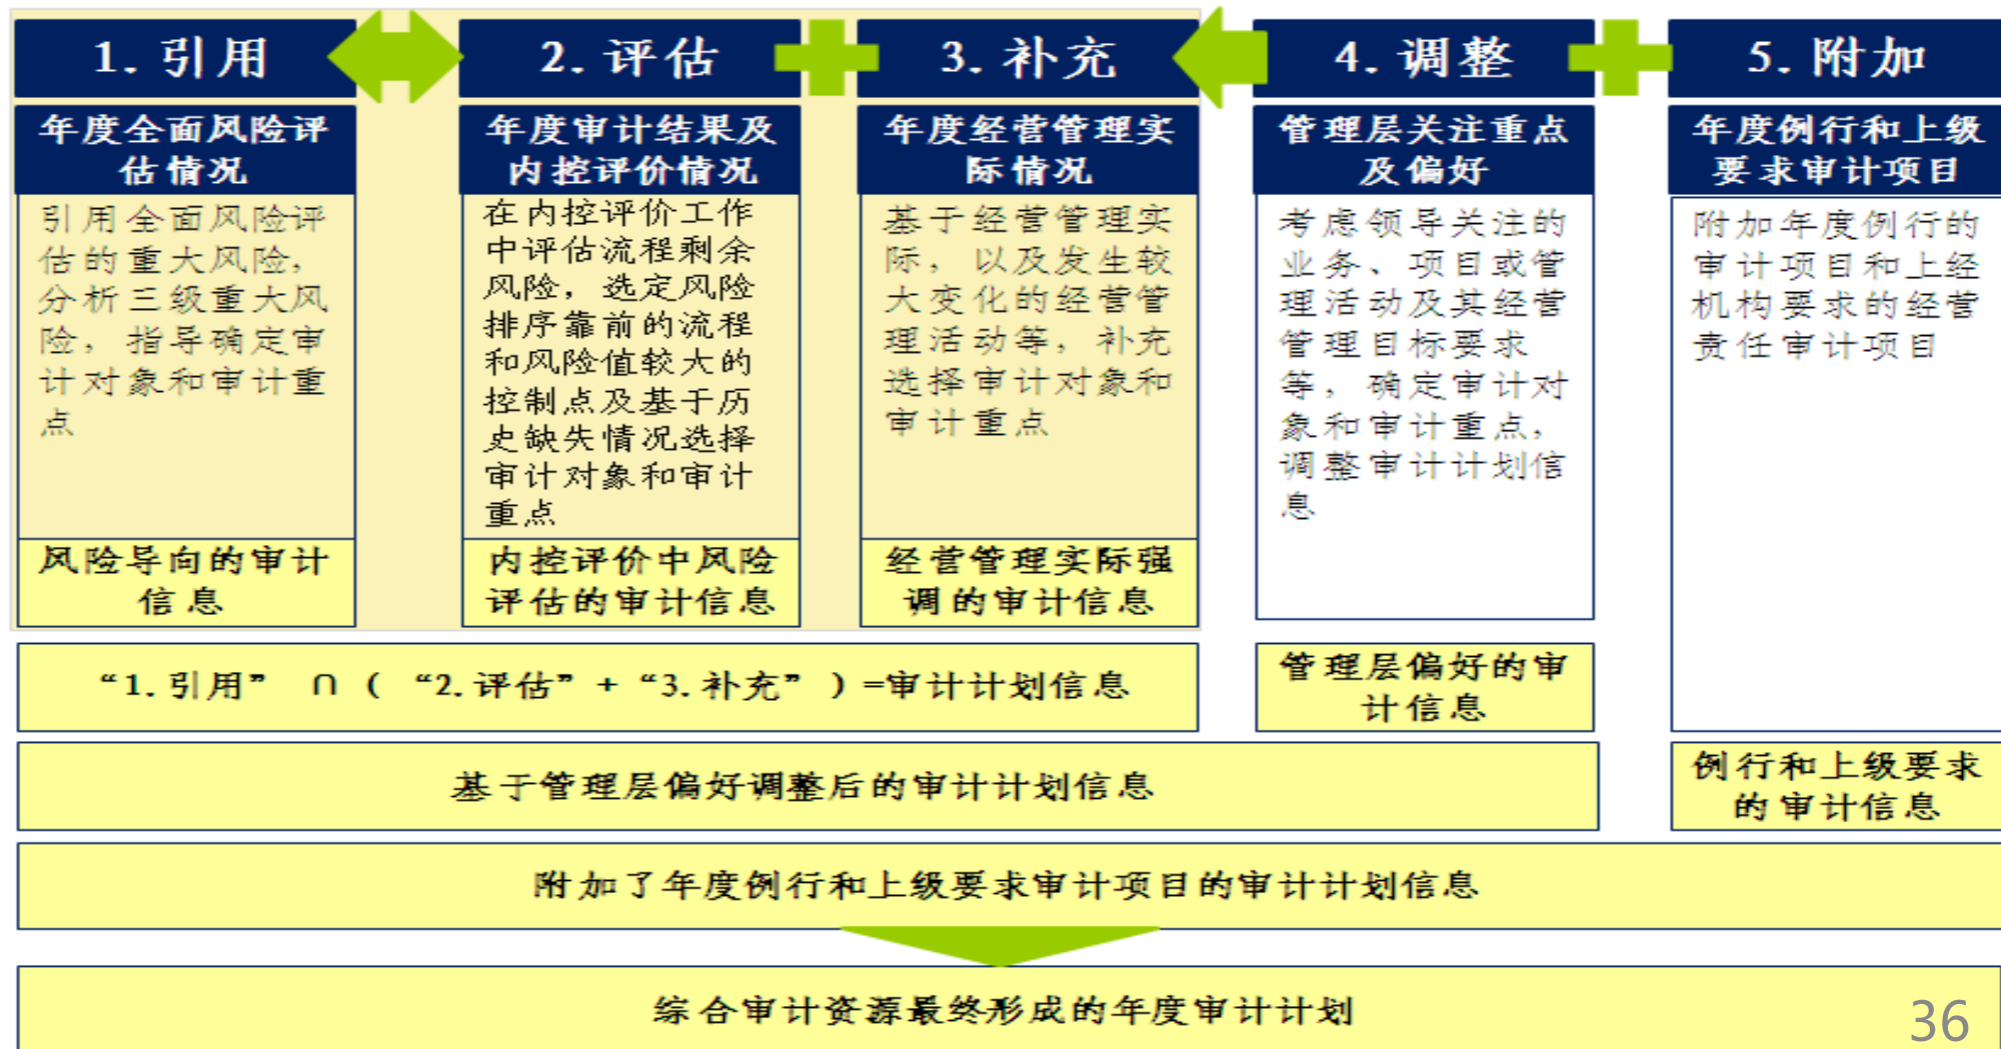 1. 引用
2. 评估
3. 补充
4. 调整
5. 附加
年度全面风险评
估情况
年度审计结果及
内控评价情况
年度经营管理实
际情况
管理层关注重点
及偏好
年度例行和上级
要求审计项目
引用全面风险评
估的重大风险，
分析三级重大风
险，指导确定审
计对象和审计重
点
在内控评价工作
中评估流程剩余
风险，选定风险
排序靠前的流程
和风险值较大的
控制点及基于历
史缺失情况选择
审计对象和审计
重点
基于经营管理实
际，以及发生较
大变化的经营管
理活动等，补充
选择审计对象和
审计重点
考虑领导关注的
业务、项目或管
理活动及其经营
管理目标要求
等，确定审计对
象和审计重点，
调整审计计划信
息
附加年度例行的
审计项目和上经
机构要求的经营
责任审计项目
风险导向的审计
信息
内控评价中风险
评估的审计信息
经营管理实际强
调的审计信息
“1.引用” ∩ ( “2.评估” + “3.补充” ) =审计计划信息
管理层偏好的审
计信息
基于管理层偏好调整后的审计计划信息
例行和上级要求
的审计信息
附加了年度例行和上级要求审计项目的审计计划信息
综合审计资源最终形成的年度审计计划
36